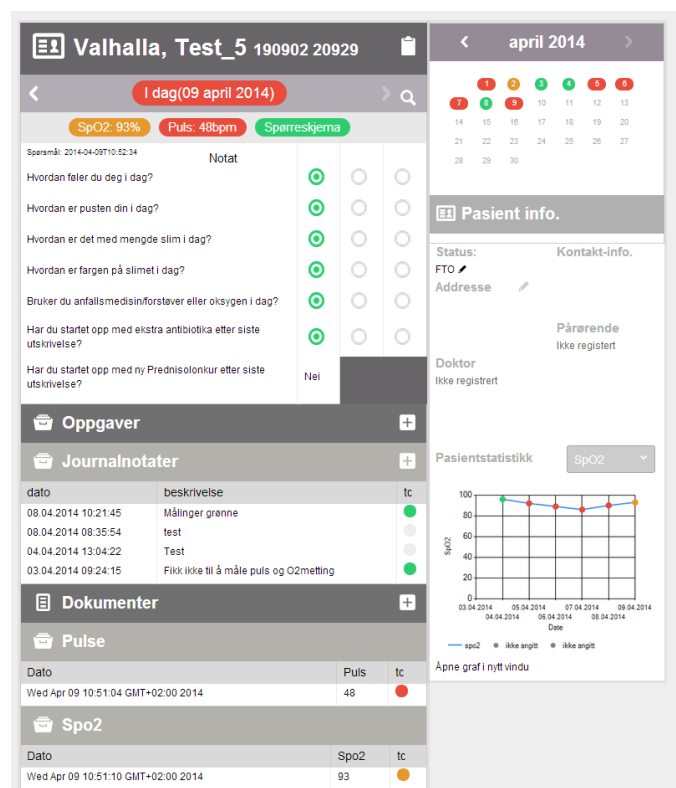 Valhalla, Test_5 190902 20929
I dag(09 april 2014)
SpO2: 93% Puls: 48bpm Spørreskjema
Spørsmål: 2014-04-09T10:52:34 Notat
Hvordan føler du deg i dag?
Hvordan er pusten din i dag?
Hvordan er det med mengde slim i dag?
Hvordan er fargen på slimet i dag?
Bruker du anfallsmedisin/forstøver eller oksygen i dag?
Har du startet opp med ekstra antibiotika etter siste
utskrivelse?
Har du startet opp med ny Prednisolonkur etter siste
utskrivelse?
Nei
Oppgaver
Journalnotater
dato beskrivelse tc
08.04.2014 10:21:45 Målinger grønne
08.04.2014 08:35:54 test
04.04.2014 13:04:22 Test
03.04.2014 09:24:15 Fikk ikke til å måle puls og O2metting
Dokumenter
Pulse
Dato Puls tc
Wed Apr 09 10:51:04 GMT+02:00 2014 48
Spo2
Dato Spo2 tc
Wed Apr 09 10:51:10 GMT+02:00 2014 93
april 2014
1 2 3 4 5 6
7 8 9 10 11 12 13
14 15 16 17 18 19 20
21 22 23 24 25 26 27
28 29 30
Pasient info.
Status: Kontakt-info.
FTO
Addresse
Pårørende
Ikke registert
Doktor
Ikke registrert
Pasientstatistikk SpO2
100
80
60
40
20
0
SpO2
03.04.2014 05.04.2014 07.04.2014 09.04.2014
04.04.2014 06.04.2014 08.04.2014
Date
spo2 ikke angitt ikke angitt
Åpne graf i nytt vindu